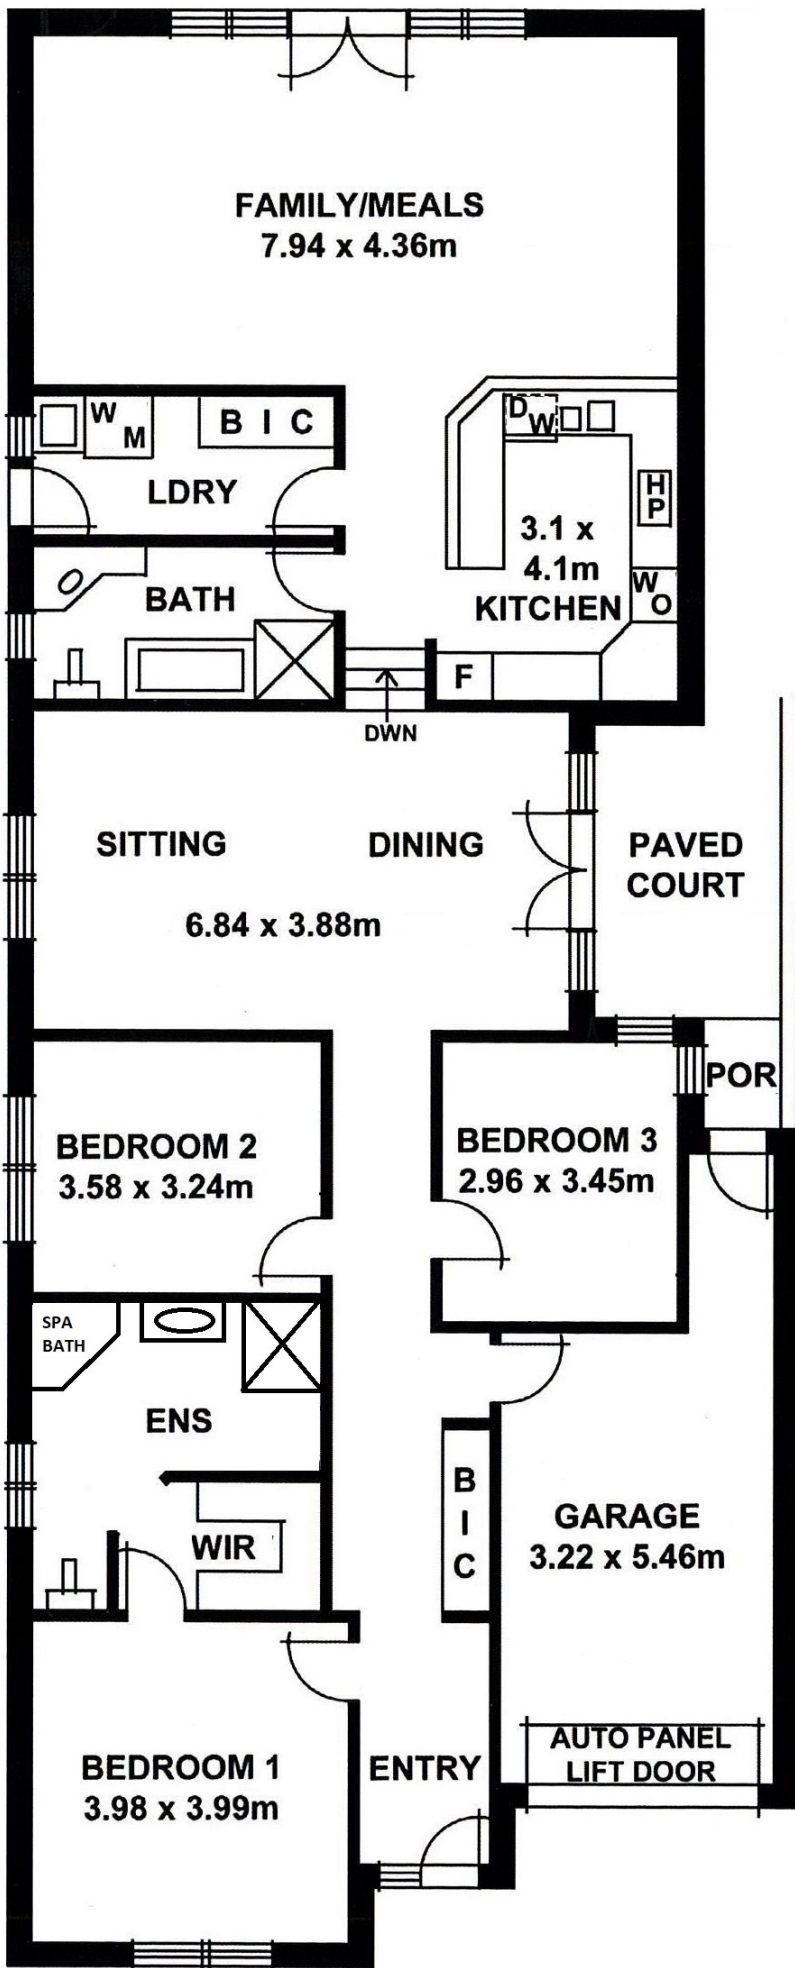 FAMILY/MEALS
7.94 x 4.36m
W
M
B I C
LDRY
D
W
H
P
3.1 x
4.1m
KITCHEN
W
O
BATH
F
DWN
SITTING
DINING
6.84 x 3.88m
PAVED
COURT
POR
BEDROOM 2
3.58 x 3.24m
BEDROOM 3
2.96 x 3.45m
SPA
BATH
ENS
WIR
B
I
C
GARAGE
3.22 x 5.46m
AUTO PANEL
LIFT DOOR
BEDROOM 1
3.98 x 3.99m
ENTRY